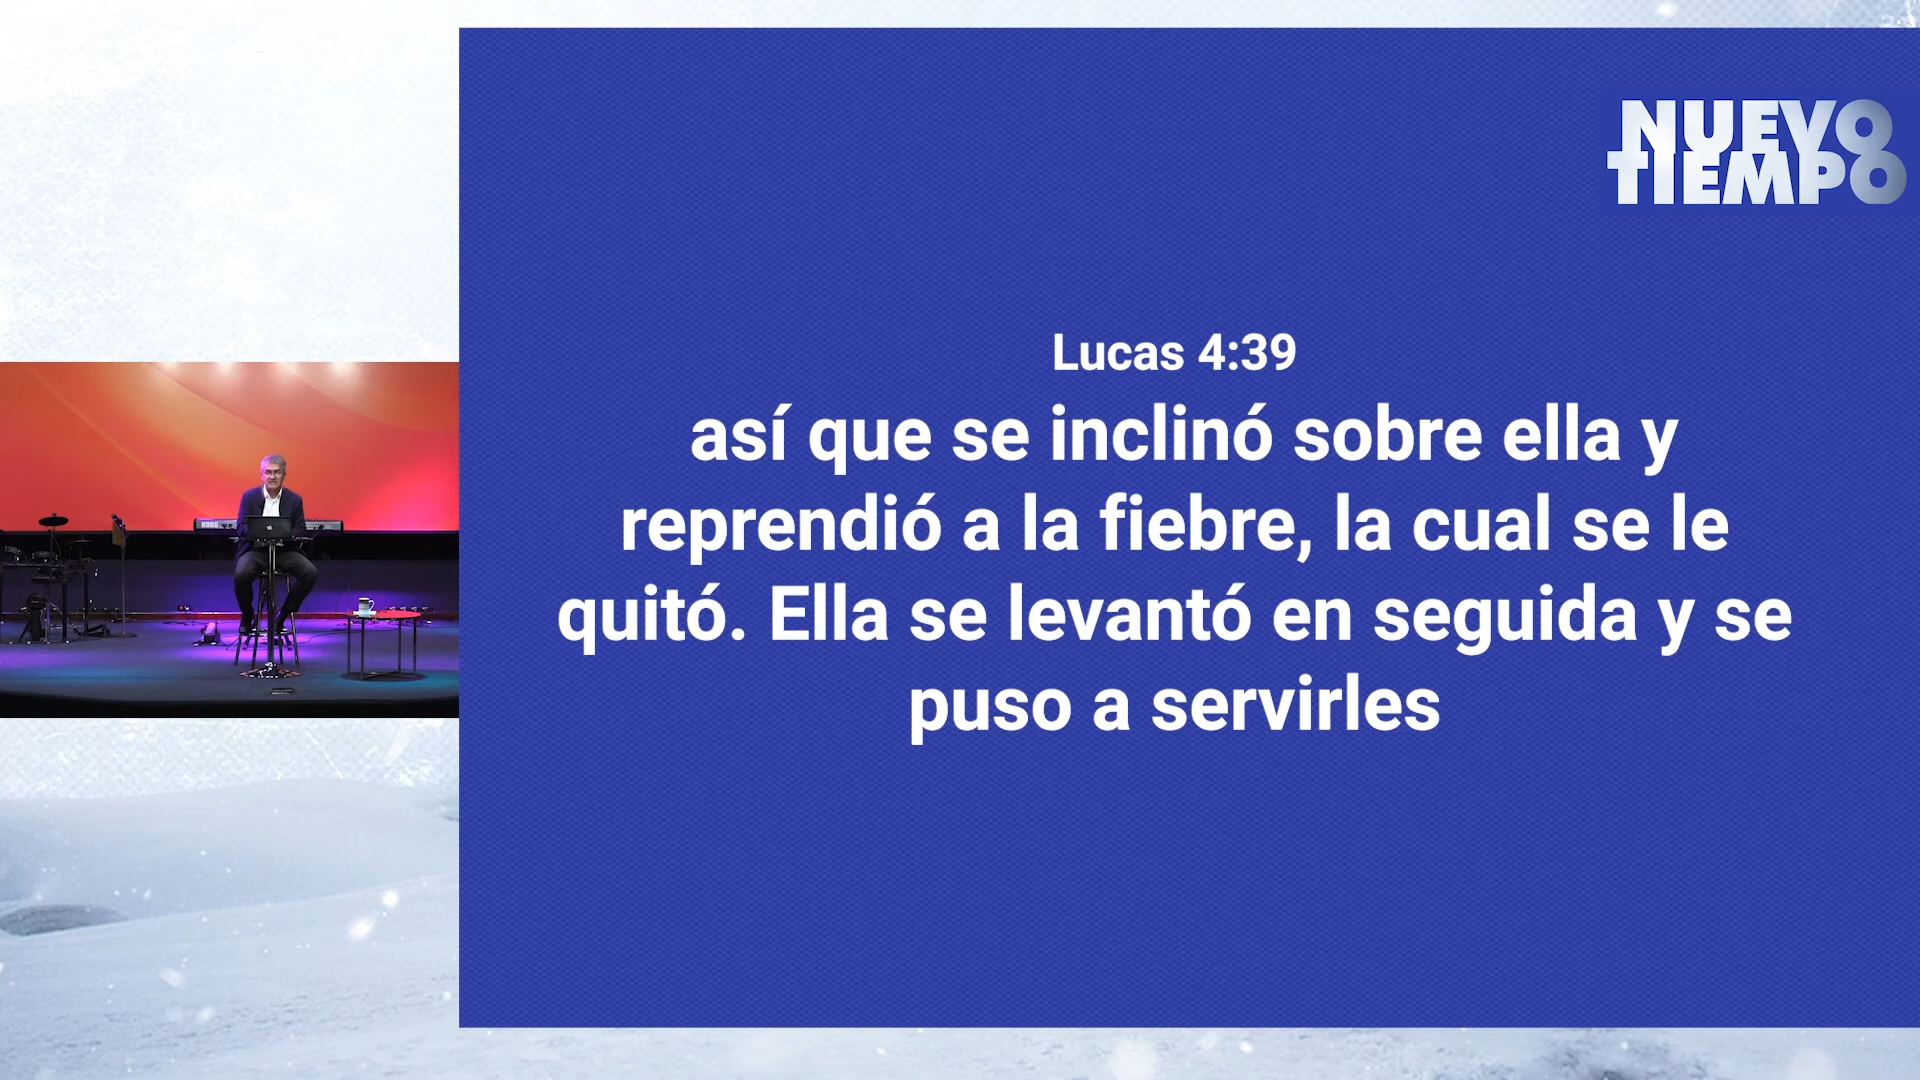 NUEVO
TIEMPO
Lucas 4:39
así que se inclinó sobre ella y
reprendió a la fiebre, la cual se le
quitó. Ella se levantó en seguida y se
puso a servirles
KORG